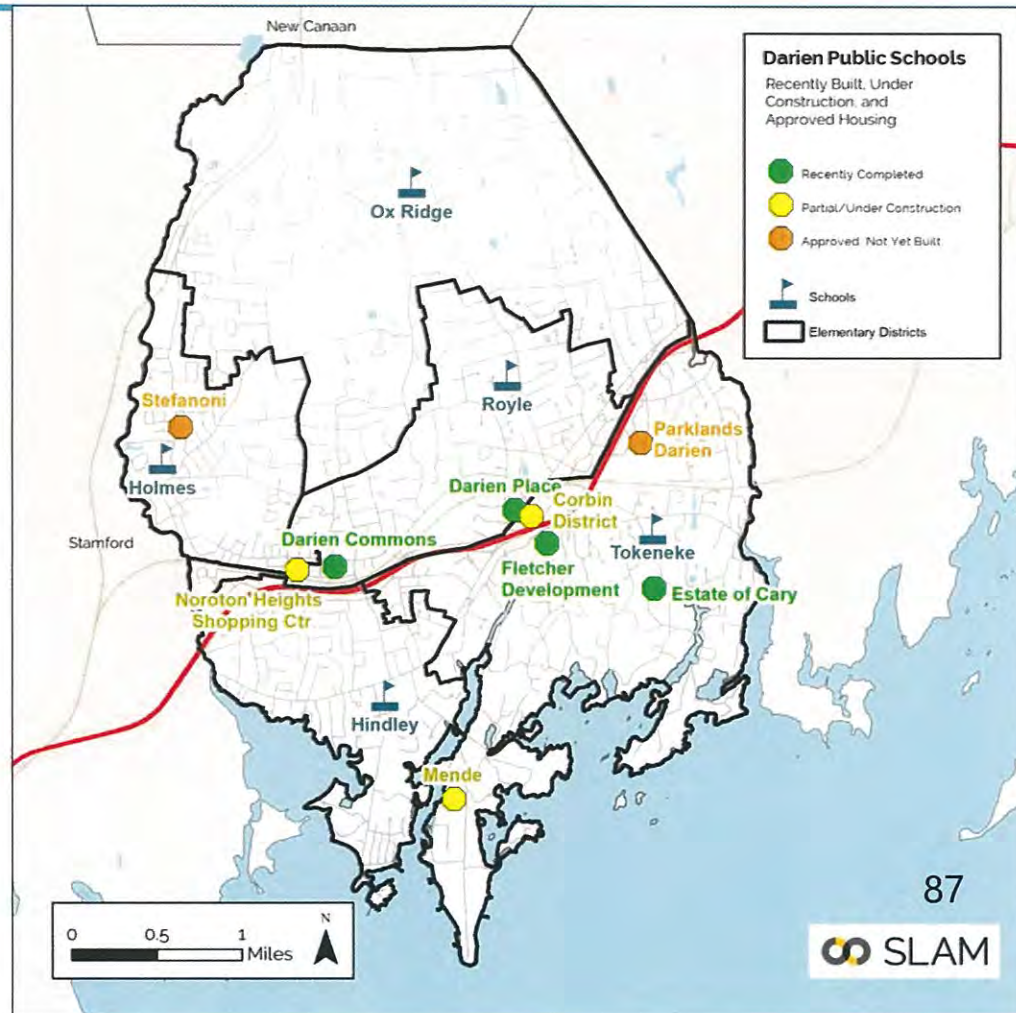 New Canaan
Darien Public Schools
Recently Built, Under
Construction, and
Approved Housing
Recently Completed
Partial/Under Construction
Approved Not Yet Built
Schools
Elementary Districts
Ox Ridge
Royle
Stefanoni
Holmes
Parklands
Darien
Darien Place
Corbin
District
Stamford
Darien Commons
Tokeneke
Noroton Heights
Shopping Ctr
Fletcher
Development
Estate of Cary
Hindley
Mende
87
0 0.5 1
Miles
N
SLAM